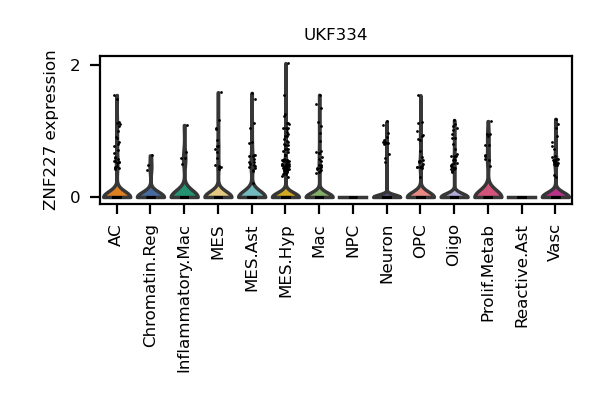 UKF334
ZNF227 expression
2
0
AC
Chromatin.Reg
Inflammatory.Mac
MES
MES.Ast
MES.Hyp
Mac
NPC
Neuron
OPC
Oligo
Prolif.Metab
Reactive.Ast
Vasc